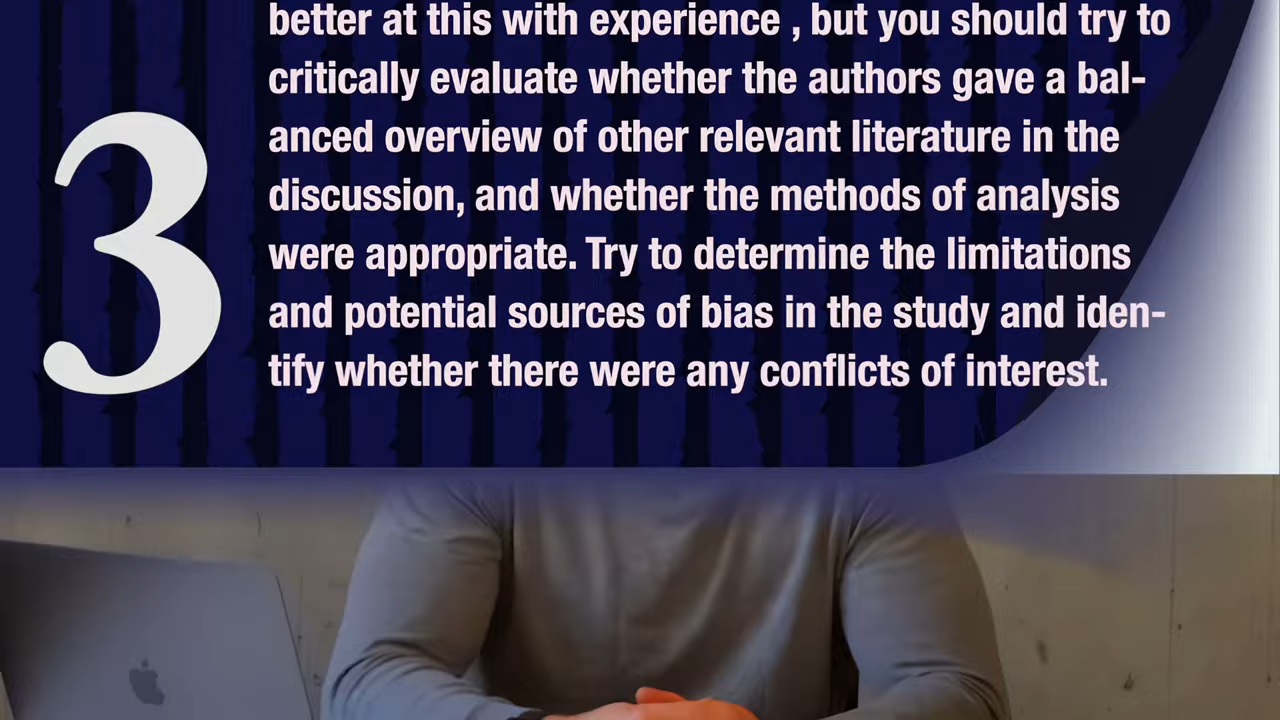 better at this with experience , but you should try to
critically evaluate whether the authors gave a bal-
anced overview of other relevant literature in the
discussion, and whether the methods of analysis
3
were appropriate. Try to determine the limitations
and potential sources of bias in the study and iden-
tify whether there were any conflicts of interest.